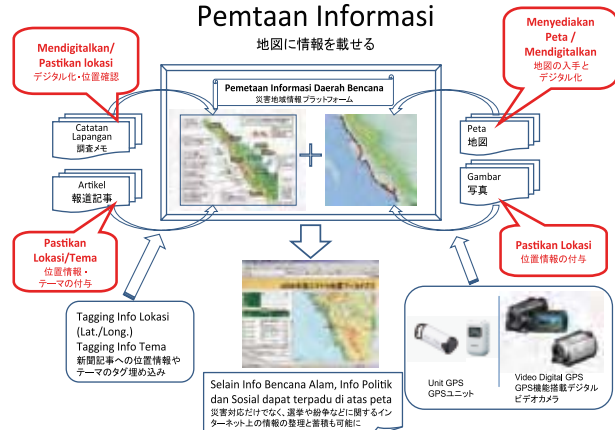 Pemtaan Informasi
地図に情報を載せる
Mendigitalkan/
Pastikan lokasi
デジタル化・位置確認
Menyediakan
Peta /
Mendigitalkan
地図の入手と
デジタル化
Pemetaan Informasi Daerah Bencana
災害地域情報プラットフォーム
Catatan
Lapangan
調査メモ
Artikel
報道記事
+
Peta
地図
Gambar
写真
Pastikan
Lokasi/Tema
位置情報・
テーマの付与
Pastikan Lokasi
位置情報の付与
Tagging Info Lokasi
(Lat./Long.)
Tagging Info Tema
新聞記事への位置情報や
テーマのタグ埋め込み
Unit GPS
GPSユニット
Video Digital GPS
GPS機能搭載デジタル
ビデオカメラ
Selain Info Bencana Alam, Info Politik
dan Sosial dapat terpadu di atas peta
災害対応だけでなく、選挙や紛争などに関するイン
ターネット上の情報の整理と蓄積も可能に